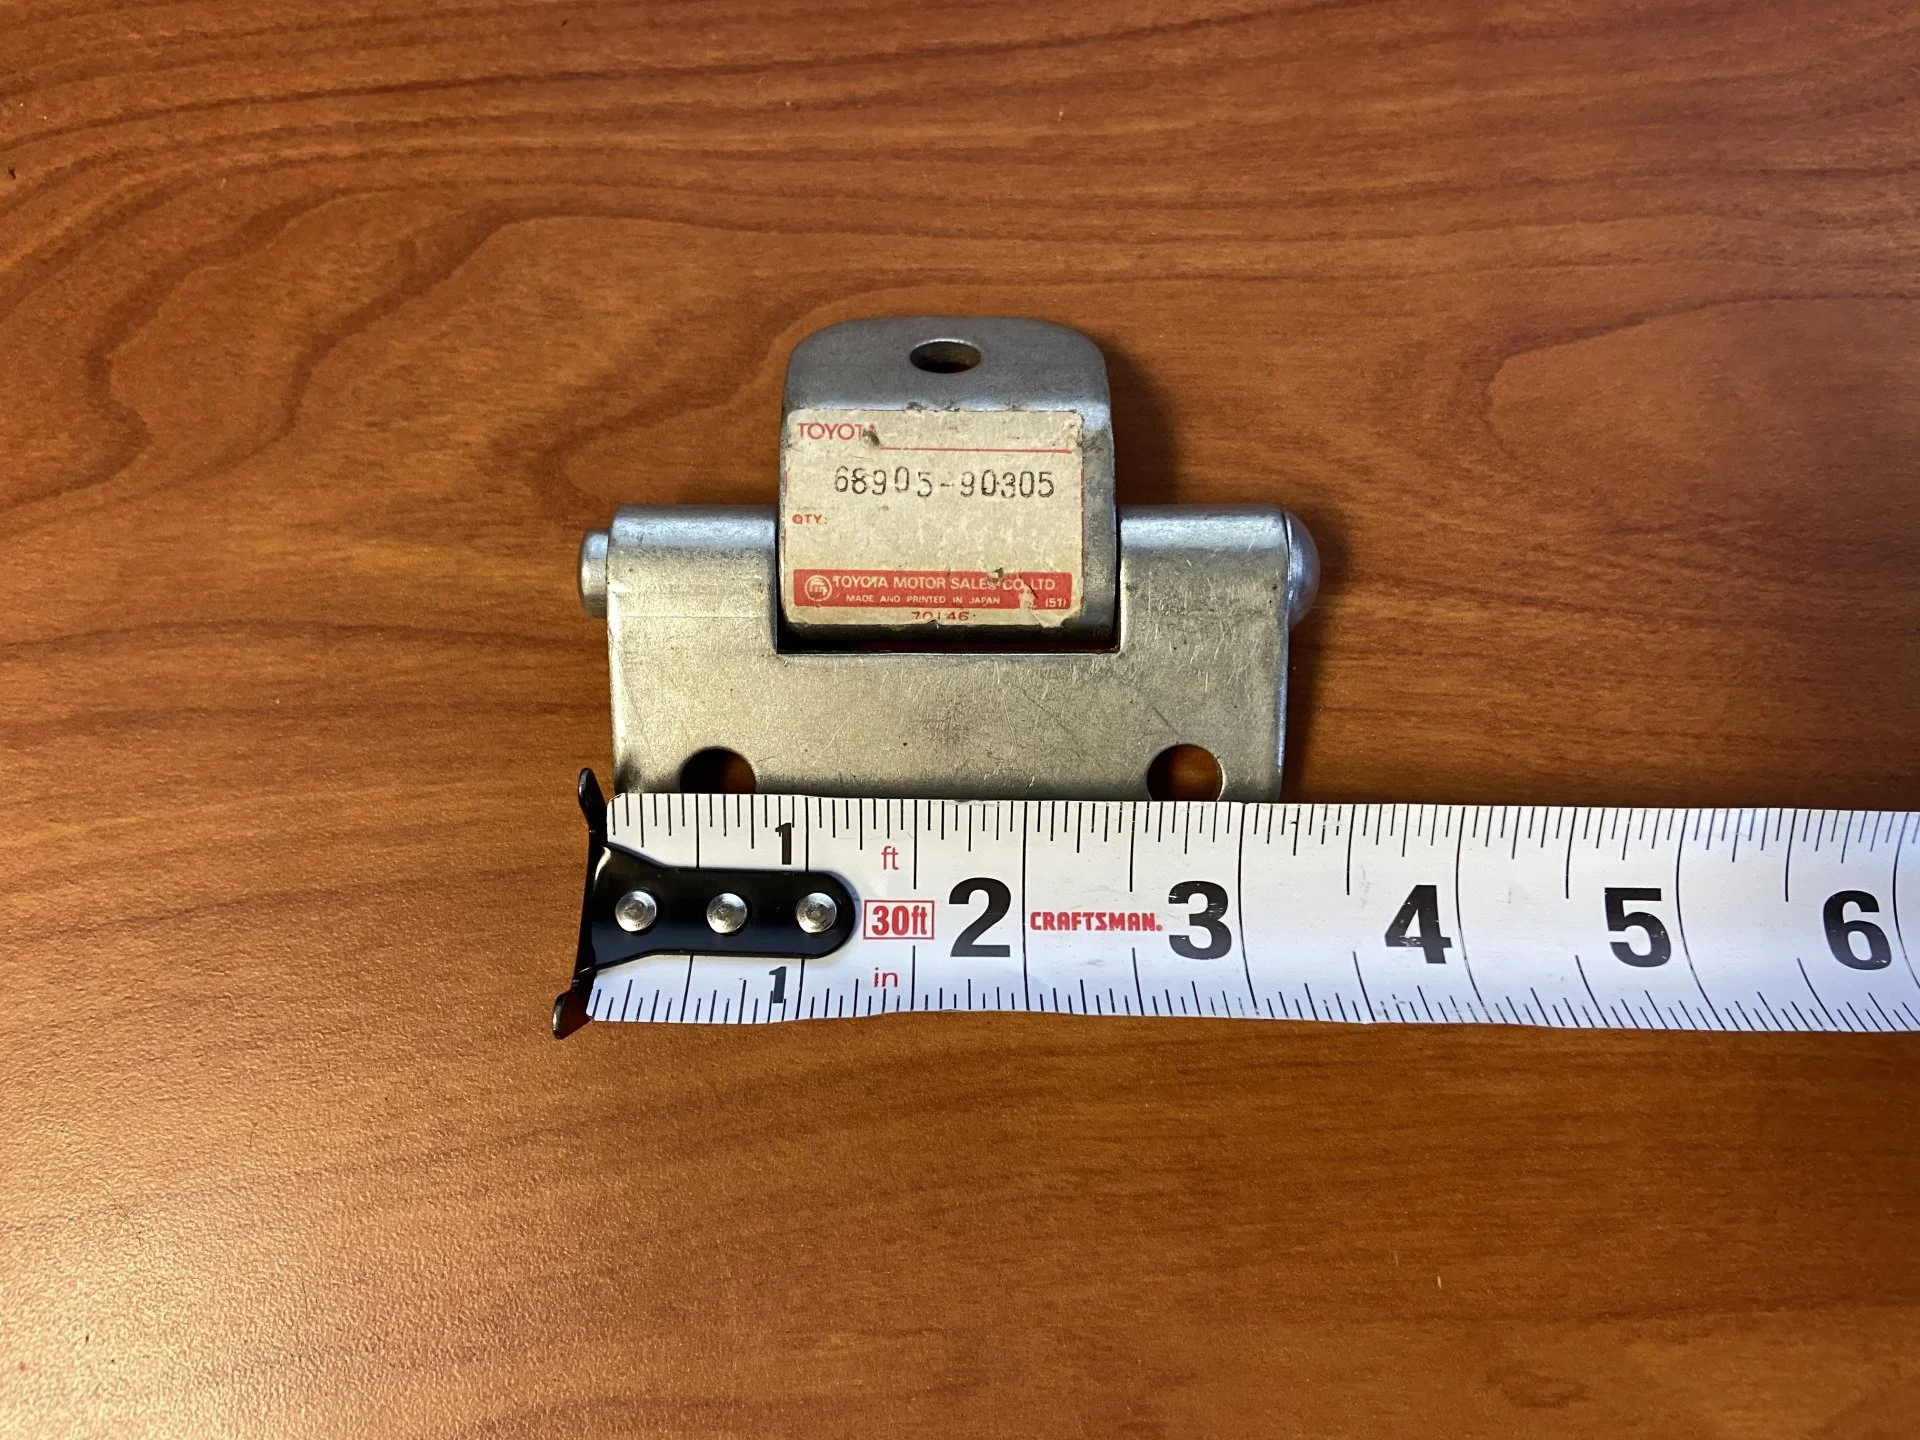 TOYOTA
68905-90305
QTY:
TOYOTA MOTOR SALES CO., LTD
MADE AND PRINTED IN JAPAN (51)
70146
1 ft
30ft 2 CRAFTSMAN. 3 4 5 6
1 in